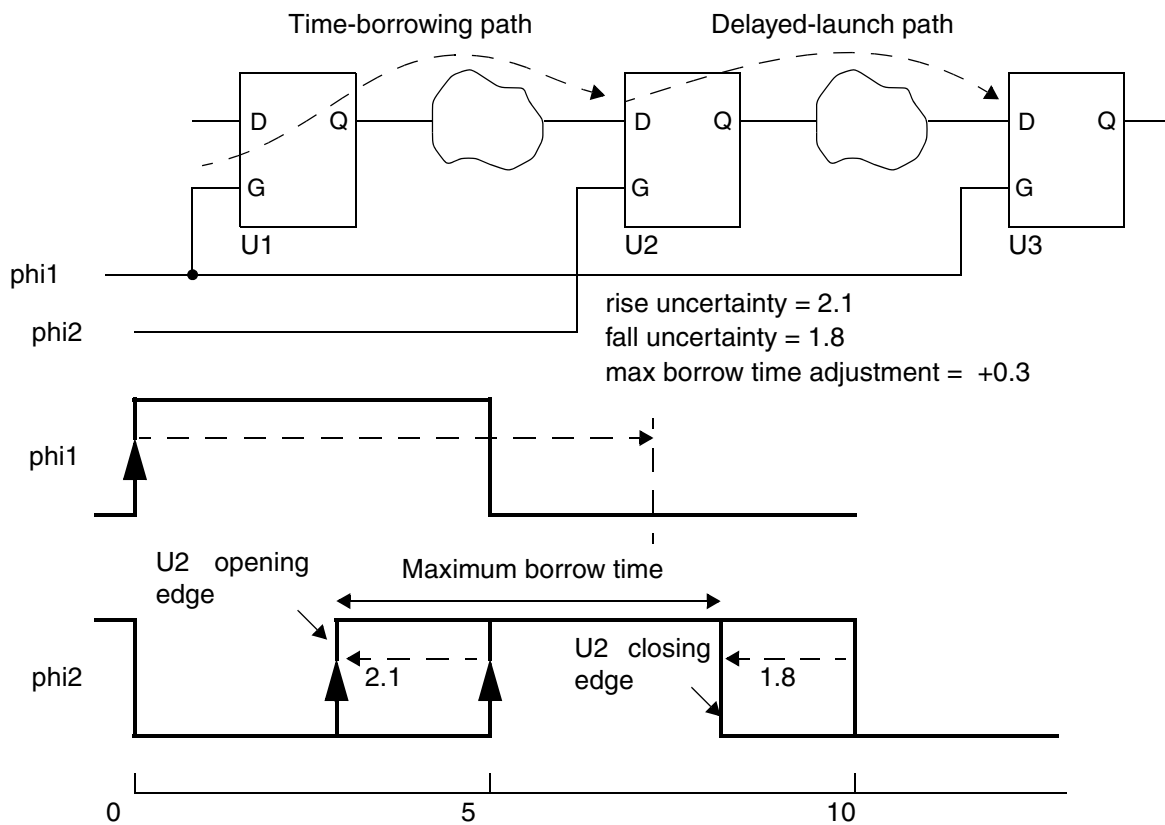 Time-borrowing path
Delayed-launch path
D Q
G
U1
D Q
G
U2
D Q
G
U3
phi1
phi2
rise uncertainty = 2.1
fall uncertainty = 1.8
max borrow time adjustment = +0.3
phi1
U2 opening
edge
Maximum borrow time
U2 closing
edge
phi2
2.1
1.8
0 5 10